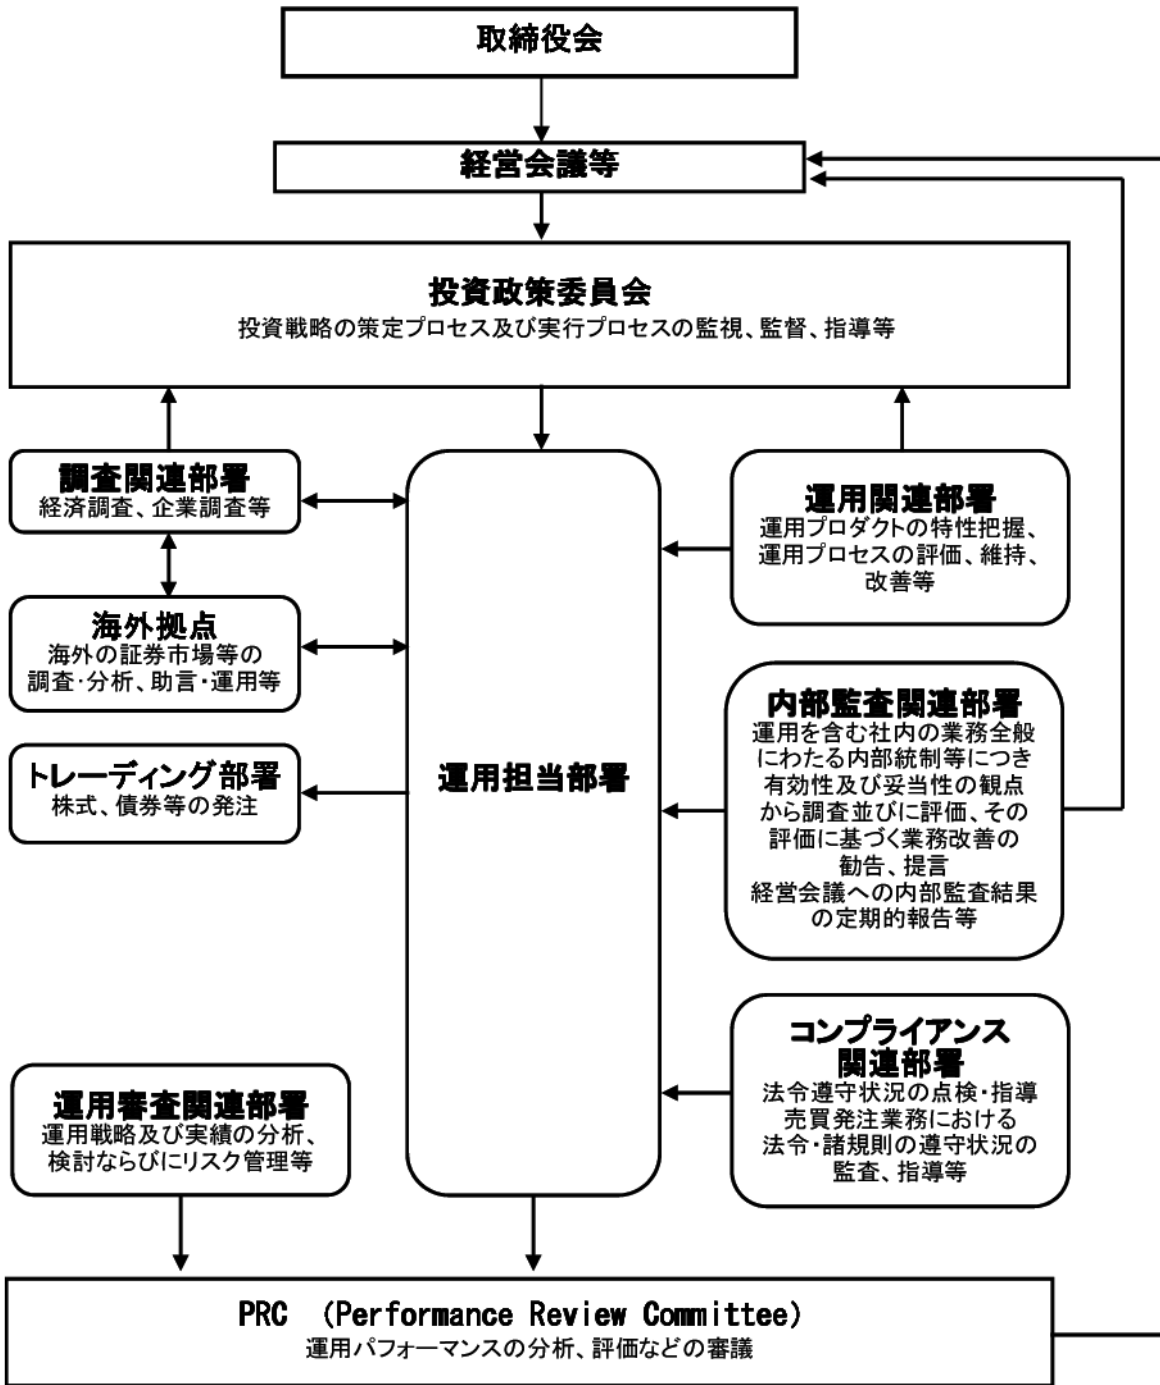 取締役会
経営会議等
投資政策委員会
投資戦略の策定プロセス及び実行プロセスの監視、監督、指導等
調査関連部署
経済調査、企業調査等
海外拠点
海外の証券市場等の
調査・分析、助言・運用等
トレーディング部署
株式、債券等の発注
運用担当部署
運用関連部署
運用プロダクトの特性把握、
運用プロセスの評価、維持、
改善等
内部監査関連部署
運用を含む社内の業務全般
にわたる内部統制等につき
有効性及び妥当性の観点
から調査並びに評価、その
評価に基づく業務改善の
勧告、提言
経営会議への内部監査結果
の定期的報告等
コンプライアンス
関連部署
法令遵守状況の点検・指導
売買発注業務における
法令・諸規則の遵守状況の
監査、指導等
運用審査関連部署
運用戦略及び実績の分析、
検討ならびにリスク管理等
PRC （Performance Review Committee）
運用パフォーマンスの分析、評価などの審議